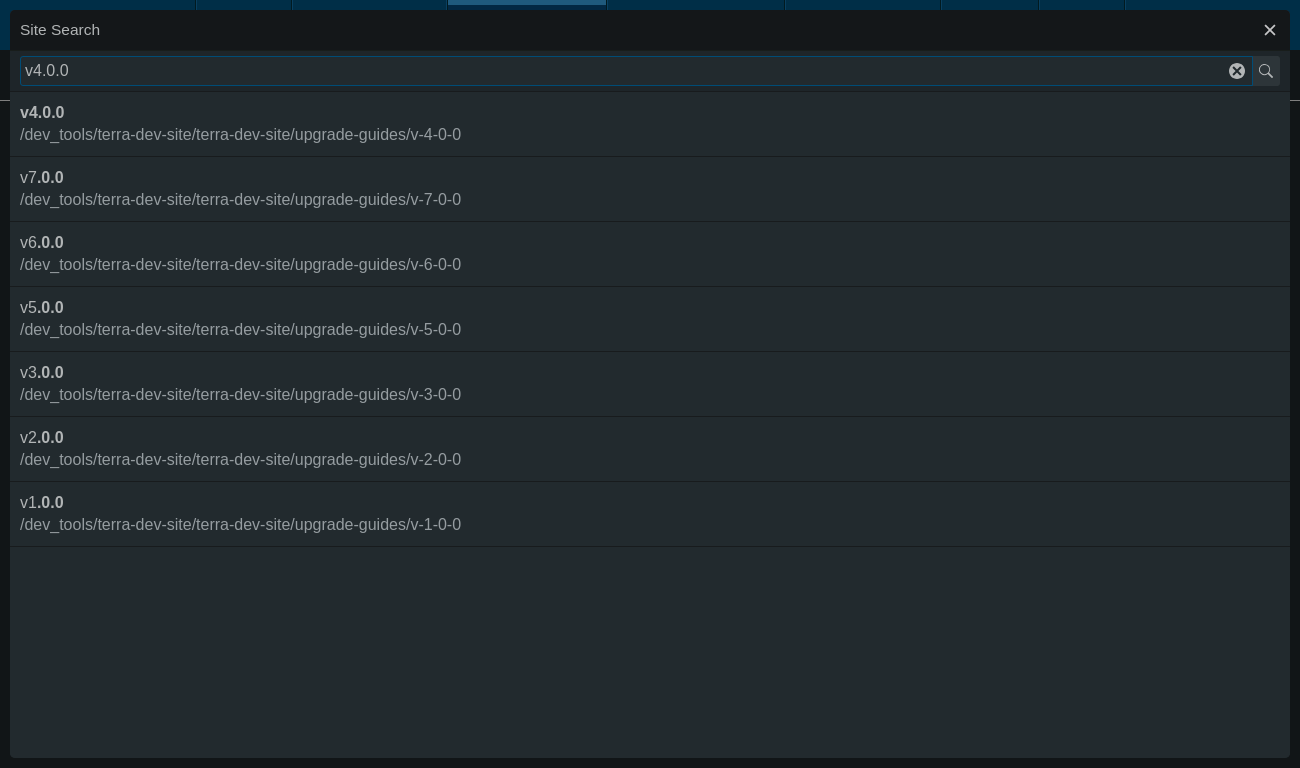 Site Search
v4.0.0
v4.0.0
/dev_tools/terra-dev-site/terra-dev-site/upgrade-guides/v-4-0-0
v7.0.0
/dev_tools/terra-dev-site/terra-dev-site/upgrade-guides/v-7-0-0
v6.0.0
/dev_tools/terra-dev-site/terra-dev-site/upgrade-guides/v-6-0-0
v5.0.0
/dev_tools/terra-dev-site/terra-dev-site/upgrade-guides/v-5-0-0
v3.0.0
/dev_tools/terra-dev-site/terra-dev-site/upgrade-guides/v-3-0-0
v2.0.0
/dev_tools/terra-dev-site/terra-dev-site/upgrade-guides/v-2-0-0
v1.0.0
/dev_tools/terra-dev-site/terra-dev-site/upgrade-guides/v-1-0-0